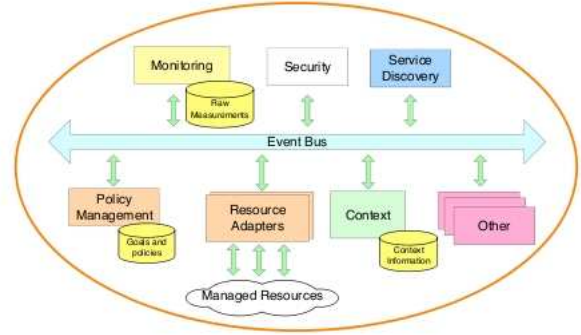 Monitoring
Raw
Measurements
Security
Service
Discovery
Event Bus
Policy
Management
Goals and
policies
Resource
Adapters
Managed Resources
Context
Context
Information
Other